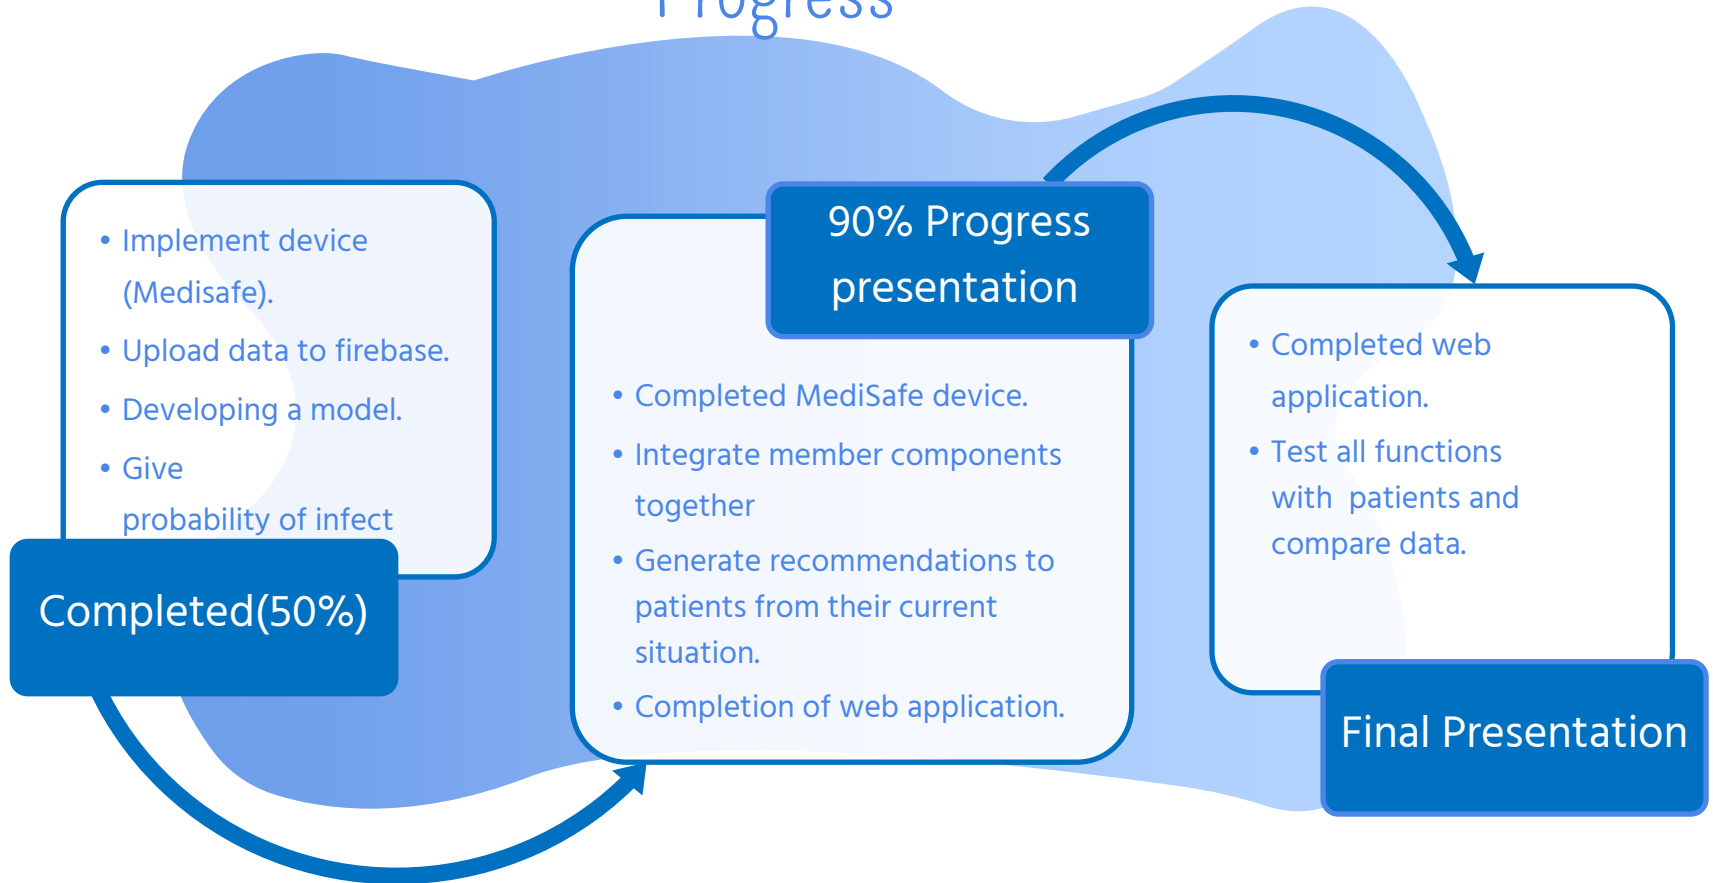 Progress
• Implement device
(Medisafe).
• Upload data to firebase.
• Developing a model.
• Give
probability of infect
Completed(50%)
90% Progress
presentation
• Completed MediSafe device.
• Integrate member components
together
• Generate recommendations to
patients from their current
situation.
• Completion of web application.
• Completed web
application.
• Test all functions
with  patients and
compare data.
Final Presentation